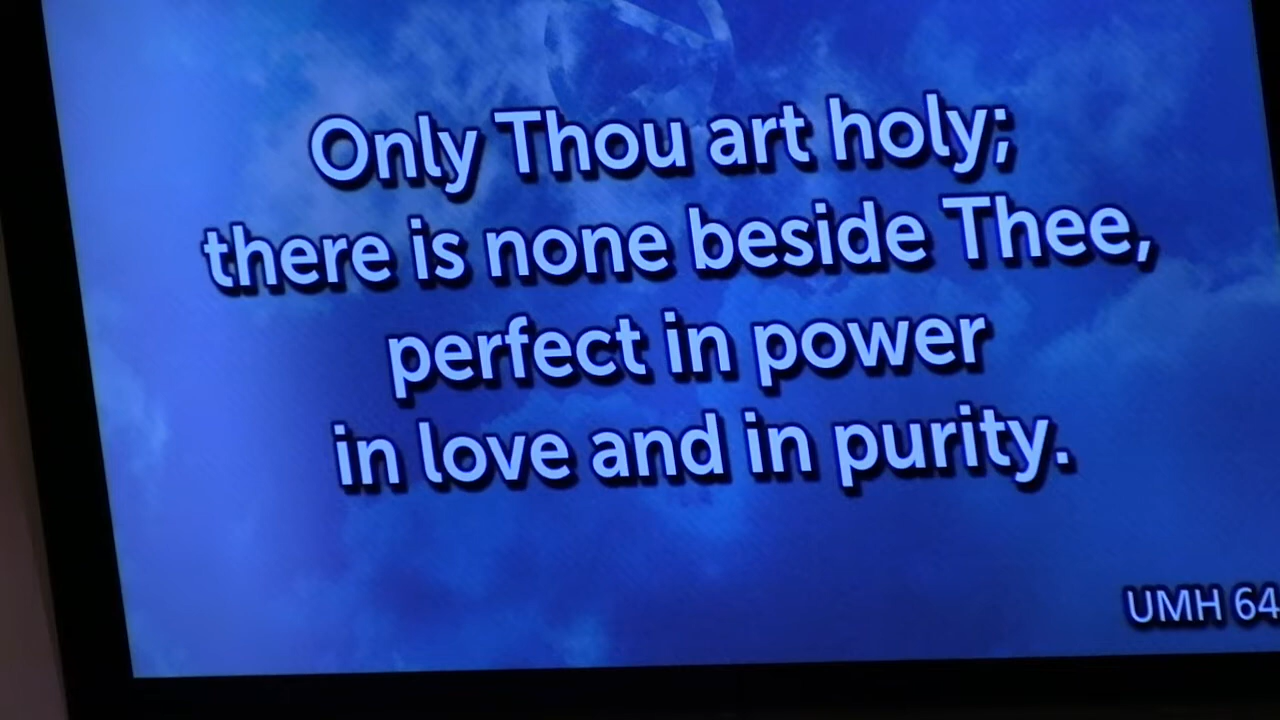 Only Thou art holy;
there is none beside Thee,
perfect in power
in love and in purity.
UMH 64